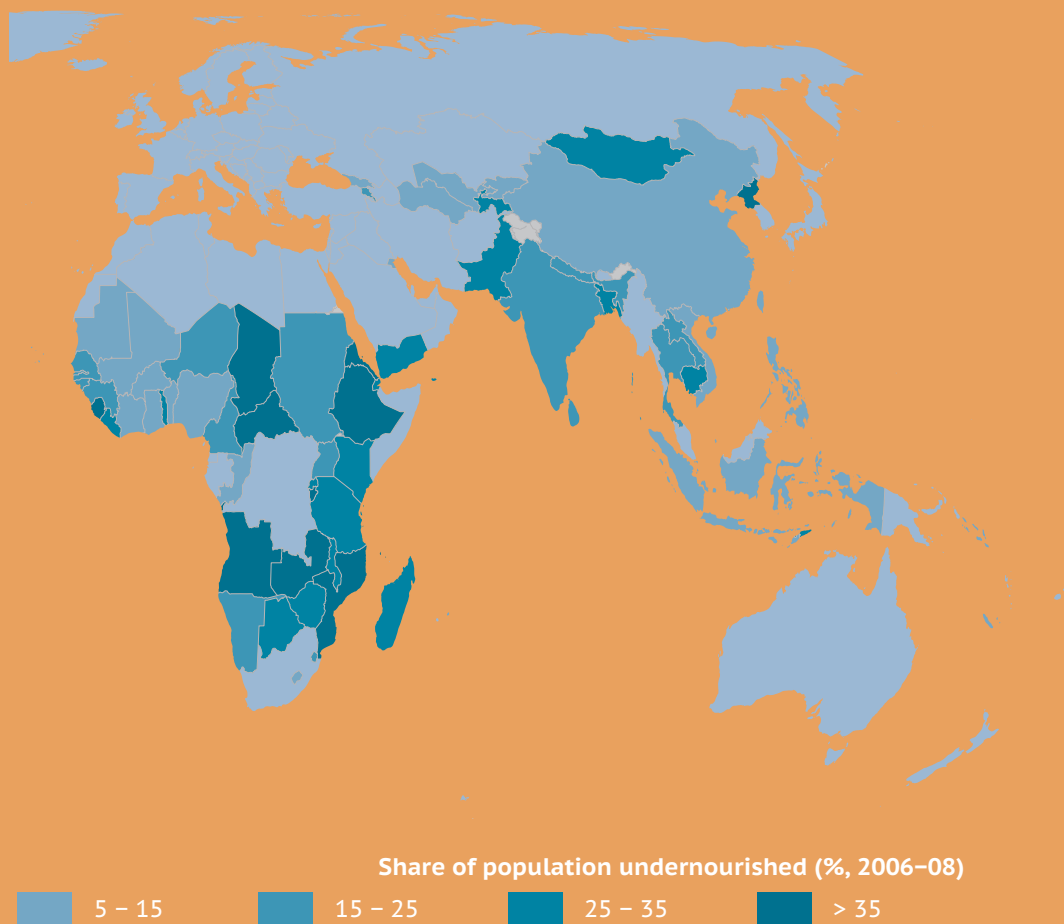 Share of population undernourished (%, 2006–08)
5 – 15 15 – 25 25 – 35 > 35